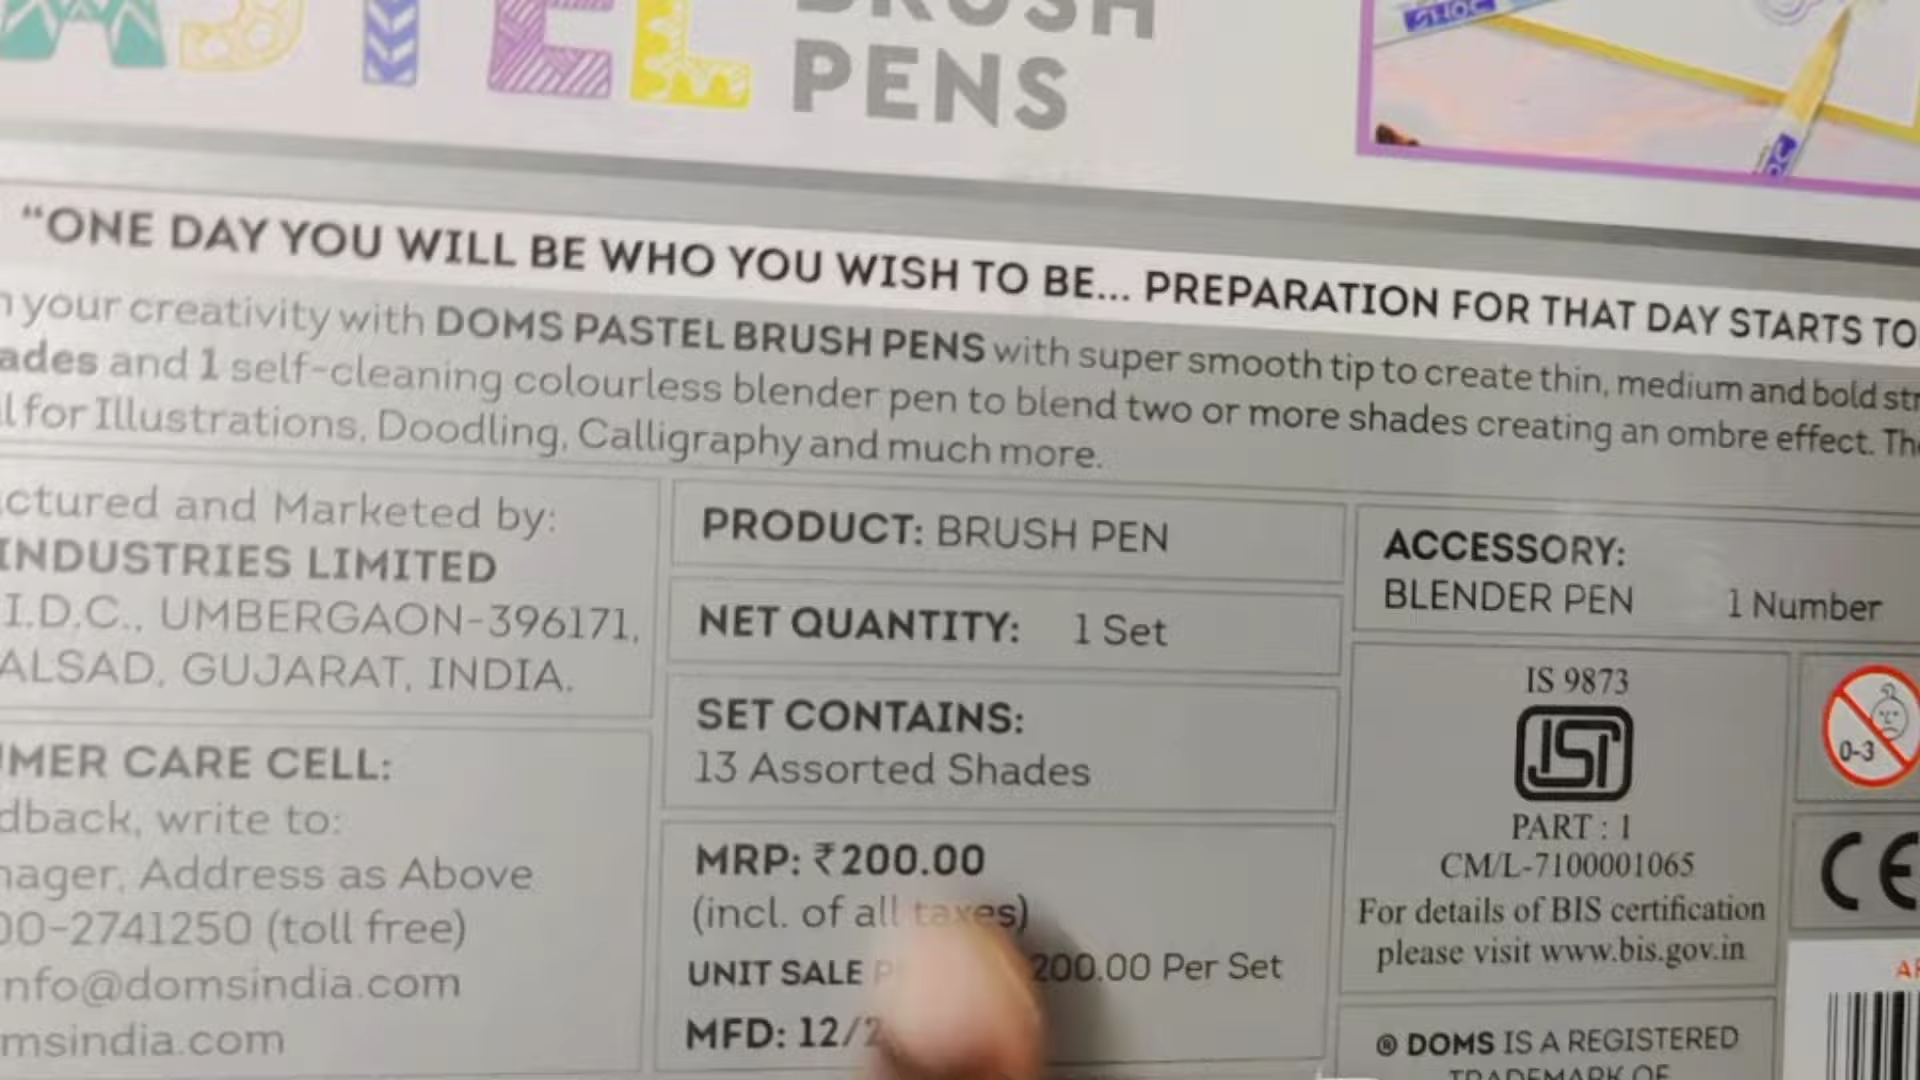 PASTEL BRUSH
PENS
"ONE DAY YOU WILL BE WHO YOU WISH TO BE... PREPARATION FOR THAT DAY STARTS TO
your creativity with DOMS PASTEL BRUSH PENS with super smooth tip to create thin, medium and bold str
ades and 1 self-cleaning colourless blender pen to blend two or more shades creating an ombre effect. The
l for Illustrations, Doodling, Calligraphy and much more.
ctured and Marketed by:
INDUSTRIES LIMITED
I.D.C., UMBERGAON-396171,
ALSAD, GUJARAT, INDIA.
UMER CARE CELL:
dback, write to:
nager, Address as Above
00-2741250 (toll free)
info@domsindia.com
msindia.com
PRODUCT: BRUSH PEN
NET QUANTITY: 1 Set
SET CONTAINS:
13 Assorted Shades
MRP: ₹200.00
(incl. of all taxes)
UNIT SALE 200.00 Per Set
MFD: 12/2
ACCESSORY:
BLENDER PEN 1 Number
IS 9873
ISI
PART : 1
CM/L-7100001065
For details of BIS certification
please visit www.bis.gov.in
® DOMS IS A REGISTERED
TRADEMARK OF
0-3
CE